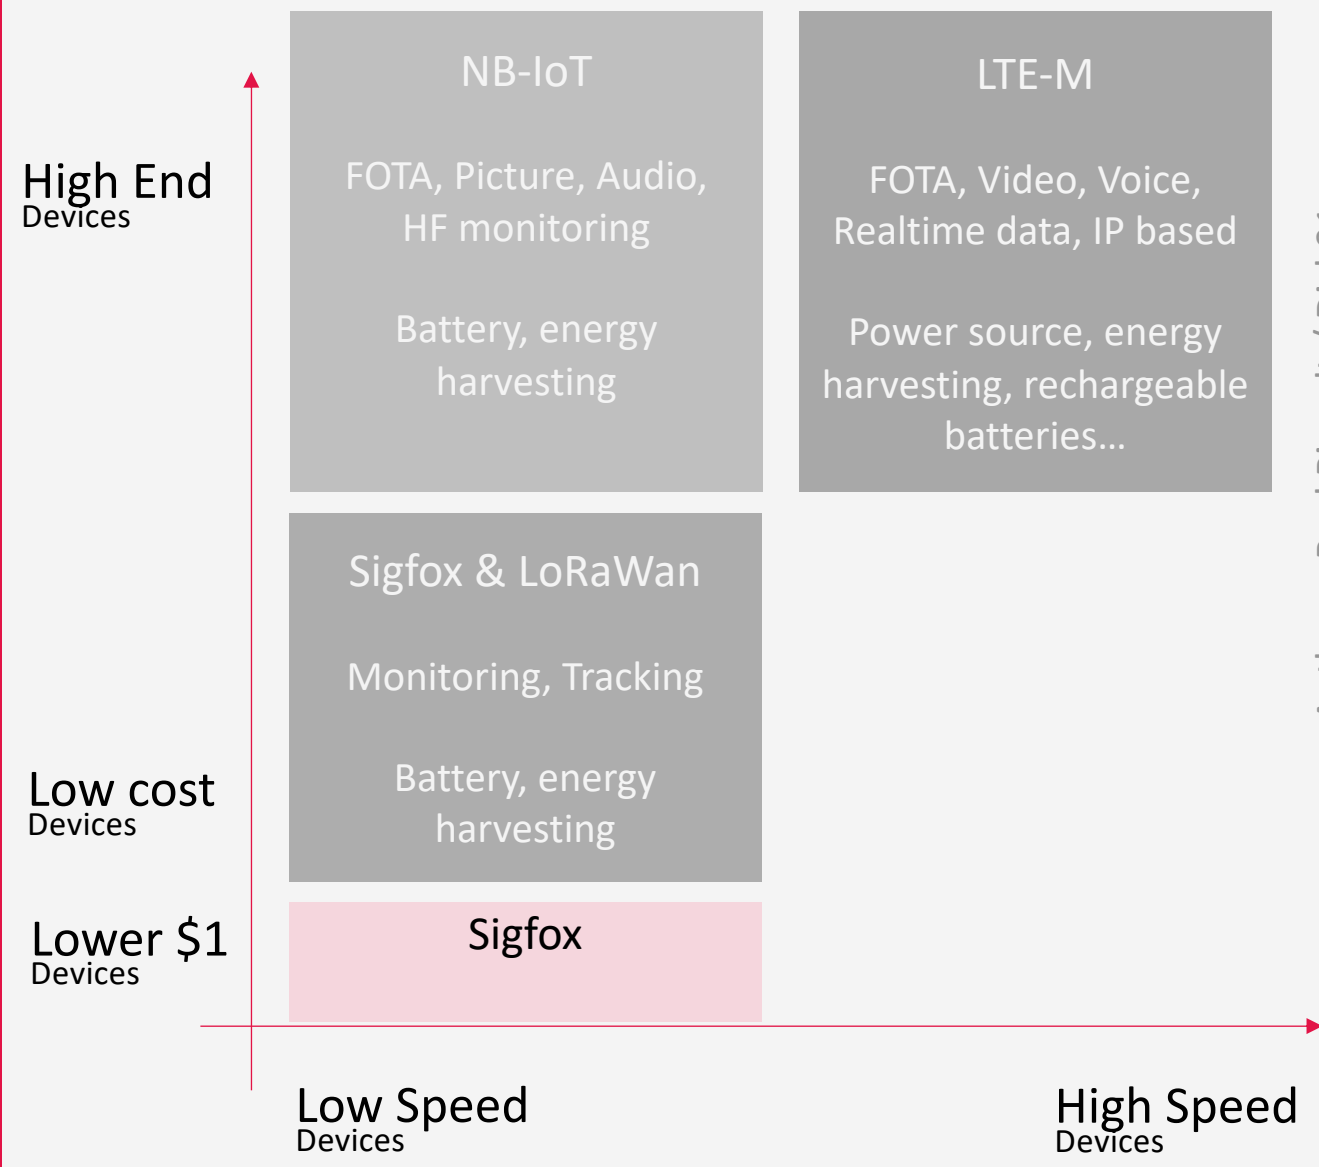 NB-IoT
FOTA, Picture, Audio,
HF monitoring
Battery, energy
harvesting
LTE-M
FOTA, Video, Voice,
Realtime data, IP based
Power source, energy
harvesting, rechargeable
batteries...
High End
Devices
Sigfox & LoRaWan
Monitoring, Tracking
Battery, energy
harvesting
Low cost
Devices
Sigfox
Lower $1
Devices
Low Speed
Devices
High Speed
Devices